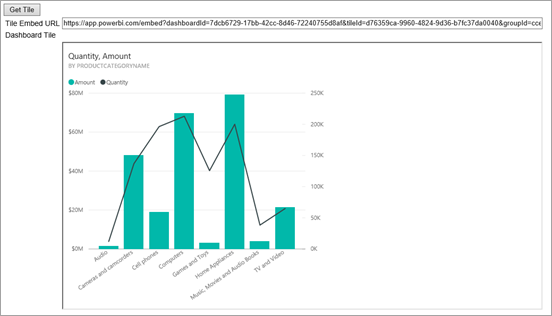 Get Tile
Tile Embed URL https://app.powerbi.com/embed?dashboardId=7dcb6729-17bb-42cc-8d46-72240755d8af&tileId=d76359ca-9960-4824-9d36-b7fc37da0040&groupId=cce
Dashboard Tile
Quantity, Amount
BY PRODUCTCATEGORYNAME
Amount Quantity
$80M 250K
$60M 200K
150K
$40M
100K
$20M
50K
$0M 0K
Audio
Cameras and camcorders
Cell phones
Computers
Games and Toys
Home Appliances
Music, Movies and Audio Books
TV and Video